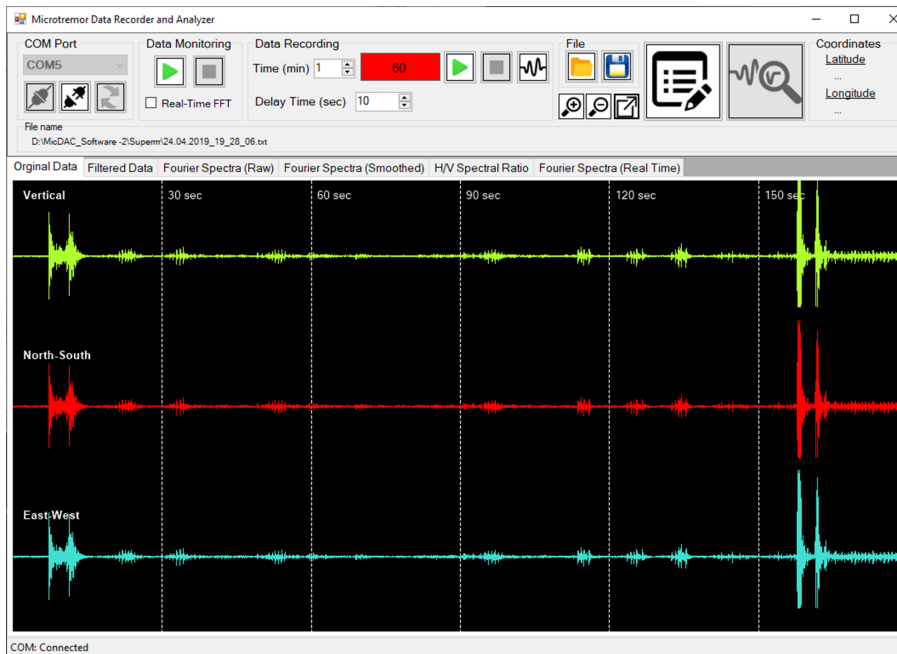 Microtremor Data Recorder and Analyzer
COM Port
Data Monitoring
Data Recording
File
Coordinates
COM5
Time (min) 1
60
Latitude
...
Real-Time FFT
Delay Time (sec) 10
Longitude
...
File name
D:\MicDAC_Software -2\Superrrr\24.04.2019_19_28_06.txt
Orginal Data
Filtered Data
Fourier Spectra (Raw)
Fourier Spectra (Smoothed)
H/V Spectral Ratio
Fourier Spectra (Real Time)
Vertical
30 sec
60 sec
90 sec
120 sec
150 sec
North-South
East-West
COM: Connected